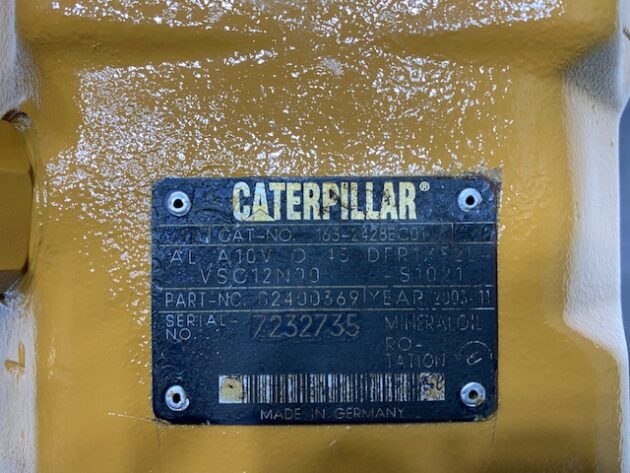 CATERPILLAR®
CAT-NO. 163-2428EC01
AL A10V O 45 DFR1/52L-
VSC12N00 -S1021
PART-NO. 02400369 YEAR 2003-11
SERIAL-NO. 7232735 MINERALOIL
RO-
TATION
MADE IN GERMANY